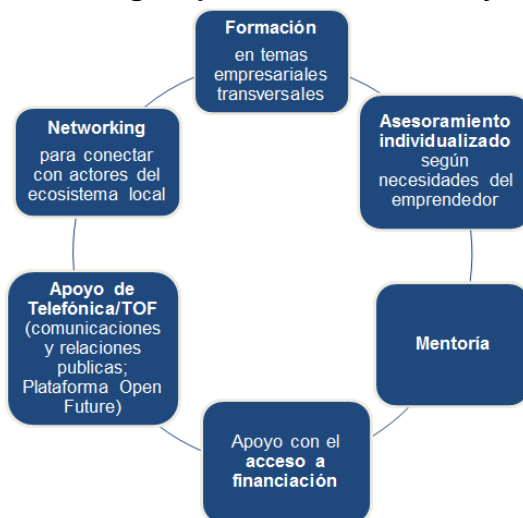 Formación
en temas
empresariales
transversales
Asesoramiento
individualizado
según
necesidades del
emprendedor
Mentoría
Apoyo con el
acceso a
financiación
Apoyo de
Telefónica/TOF
(comunicaciones
y relaciones
publicas;
Plataforma Open
Future)
Networking
para conectar
con actores del
ecosistema local